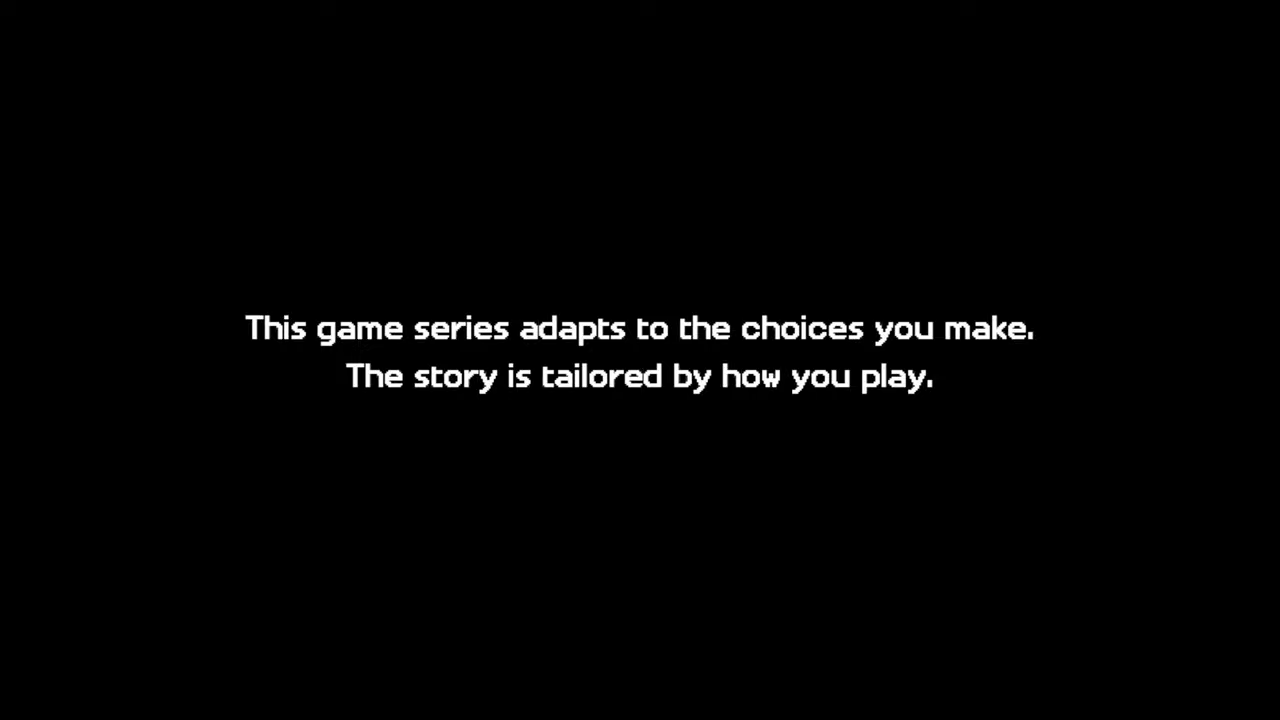 This game series adapts to the choices you make.
The story is tailored by how you play.